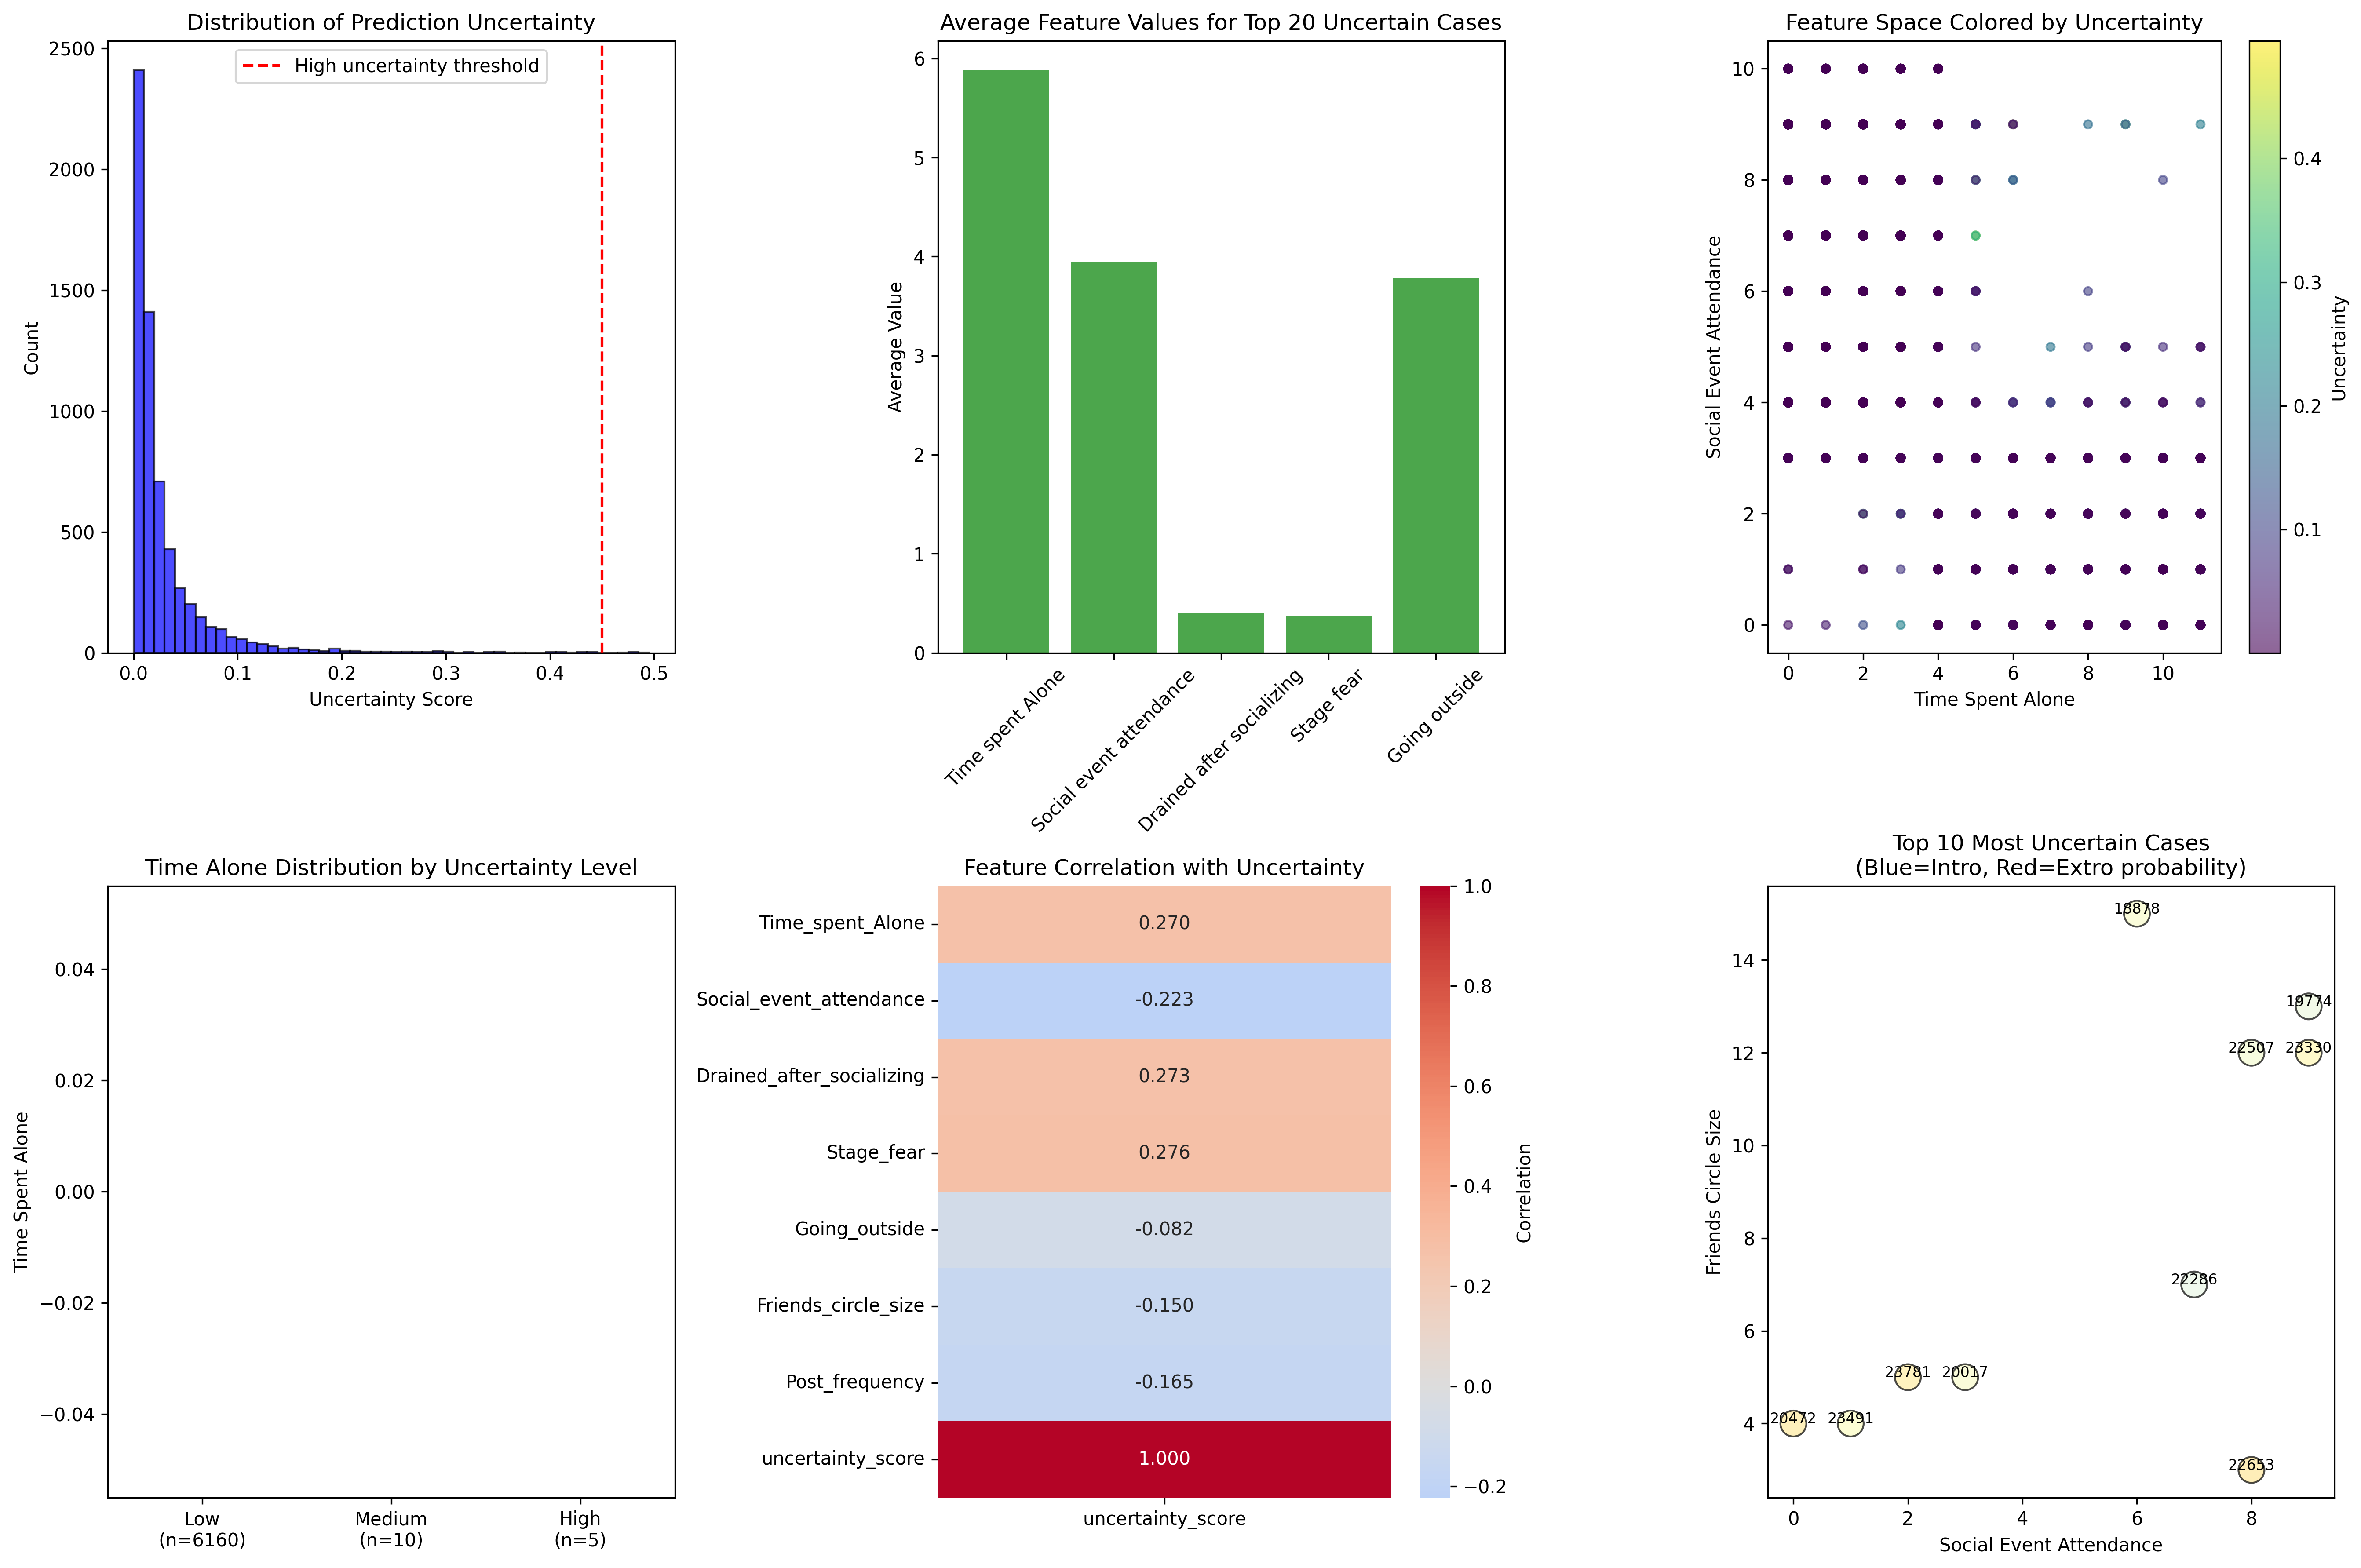 Distribution of Prediction Uncertainty
2500
2000
1500
1000
500
0
Count
High uncertainty threshold
0.0
0.1
0.2
0.3
0.4
0.5
Uncertainty Score
Average Feature Values for Top 20 Uncertain Cases
6
5
4
3
2
1
0
Average Value
Time spent Alone
Social event attendance
Drained after socializing
Stage fear
Going outside
Feature Space Colored by Uncertainty
10
8
6
4
2
0
Social Event Attendance
0
2
4
6
8
10
Time Spent Alone
0.4
0.3
0.2
0.1
Uncertainty
Time Alone Distribution by Uncertainty Level
0.04
0.02
0.00
−0.02
−0.04
Time Spent Alone
Low
(n=6160)
Medium
(n=10)
High
(n=5)
Feature Correlation with Uncertainty
Time_spent_Alone
0.270
Social_event_attendance
-0.223
Drained_after_socializing
0.273
Stage_fear
0.276
Going_outside
-0.082
Friends_circle_size
-0.150
Post_frequency
-0.165
uncertainty_score
1.000
uncertainty_score
1.0
0.8
0.6
0.4
0.2
0.0
−0.2
Correlation
Top 10 Most Uncertain Cases
(Blue=Intro, Red=Extro probability)
14
12
10
8
6
4
Friends Circle Size
18878
19774
22507
23330
22286
23781
20017
20472
23491
22653
0
2
4
6
8
Social Event Attendance